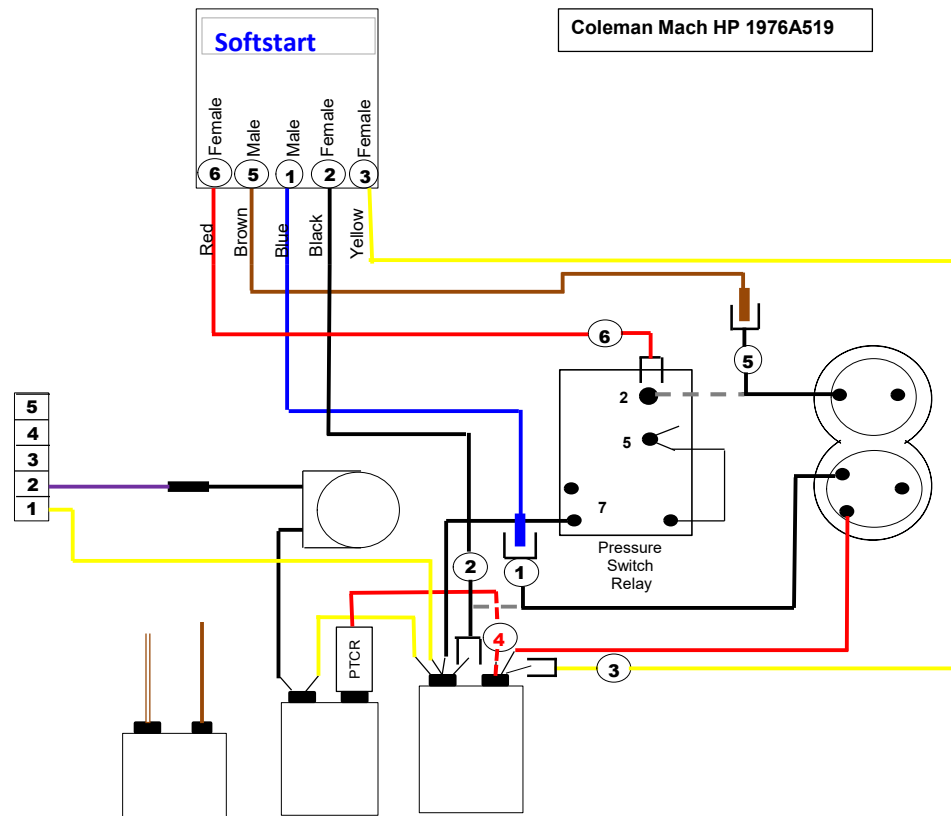 Coleman Mach HP 1976A519
Softstart
Female
Male
Male
Female
Female
6
5
1
2
3
Red
Brown
Blue
Black
Yellow
6
5
2
5
7
Pressure
Switch
Relay
5
4
3
2
1
2
1
4
PTCR
3